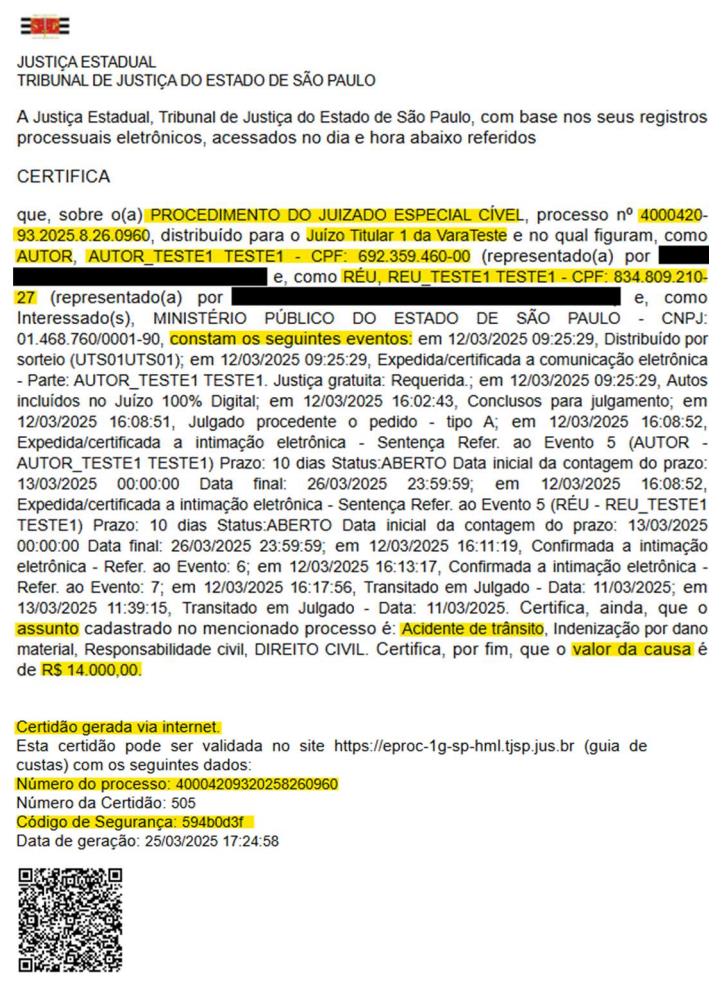 JUSTIÇA ESTADUAL
TRIBUNAL DE JUSTIÇA DO ESTADO DE SÃO PAULO
A Justiça Estadual, Tribunal de Justiça do Estado de São Paulo, com base nos seus registros
processuais eletrônicos, acessados no dia e hora abaixo referidos
CERTIFICA
que, sobre o(a) PROCEDIMENTO DO JUIZADO ESPECIAL CÍVEL, processo nº 4000420-
93.2025.8.26.0960, distribuído para o Juízo Titular 1 da VaraTeste e no qual figuram, como
AUTOR, AUTOR_TESTE1 TESTE1 - CPF: 692.359.460-00 (representado(a) por
e, como RÉU, REU_TESTE1 TESTE1 - CPF: 834.809.210-
27 (representado(a) por e, como
Interessado(s), MINISTÉRIO PÚBLICO DO ESTADO DE SÃO PAULO - CNPJ:
01.468.760/0001-90, constam os seguintes eventos: em 12/03/2025 09:25:29, Distribuído por
sorteio (UTS01UTS01); em 12/03/2025 09:25:29, Expedida/certificada a comunicação eletrônica
- Parte: AUTOR_TESTE1 TESTE1. Justiça gratuita: Requerida.; em 12/03/2025 09:25:29, Autos
incluídos no Juízo 100% Digital; em 12/03/2025 16:02:43, Conclusos para julgamento; em
12/03/2025 16:08:51, Julgado procedente o pedido - tipo A; em 12/03/2025 16:08:52,
Expedida/certificada a intimação eletrônica - Sentença Refer. ao Evento 5 (AUTOR -
AUTOR_TESTE1 TESTE1) Prazo: 10 dias Status:ABERTO Data inicial da contagem do prazo:
13/03/2025 00:00:00 Data final: 26/03/2025 23:59:59; em 12/03/2025 16:08:52,
Expedida/certificada a intimação eletrônica - Sentença Refer. ao Evento 5 (RÉU - REU_TESTE1
TESTE1) Prazo: 10 dias Status:ABERTO Data inicial da contagem do prazo: 13/03/2025
00:00:00 Data final: 26/03/2025 23:59:59; em 12/03/2025 16:11:19, Confirmada a intimação
eletrônica - Refer. ao Evento: 6; em 12/03/2025 16:13:17, Confirmada a intimação eletrônica -
Refer. ao Evento: 7; em 12/03/2025 16:17:56, Transitado em Julgado - Data: 11/03/2025; em
13/03/2025 11:39:15, Transitado em Julgado - Data: 11/03/2025. Certifica, ainda, que o
assunto cadastrado no mencionado processo é: Acidente de trânsito, Indenização por dano
material, Responsabilidade civil, DIREITO CIVIL. Certifica, por fim, que o valor da causa é
de R$ 14.000,00.
Certidão gerada via internet.
Esta certidão pode ser validada no site https://eproc-1g-sp-hml.tjsp.jus.br (guia de
custas) com os seguintes dados:
Número do processo: 40004209320258260960
Número da Certidão: 505
Código de Segurança: 594b0d3f
Data de geração: 25/03/2025 17:24:58